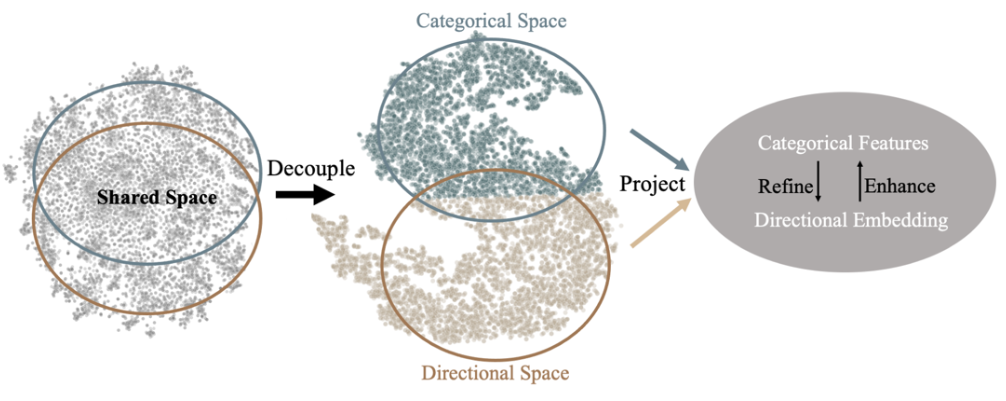 Categorical Space
Shared Space
Decouple
Directional Space
Project
Categorical Features
Refine
Enhance
Directional Embedding